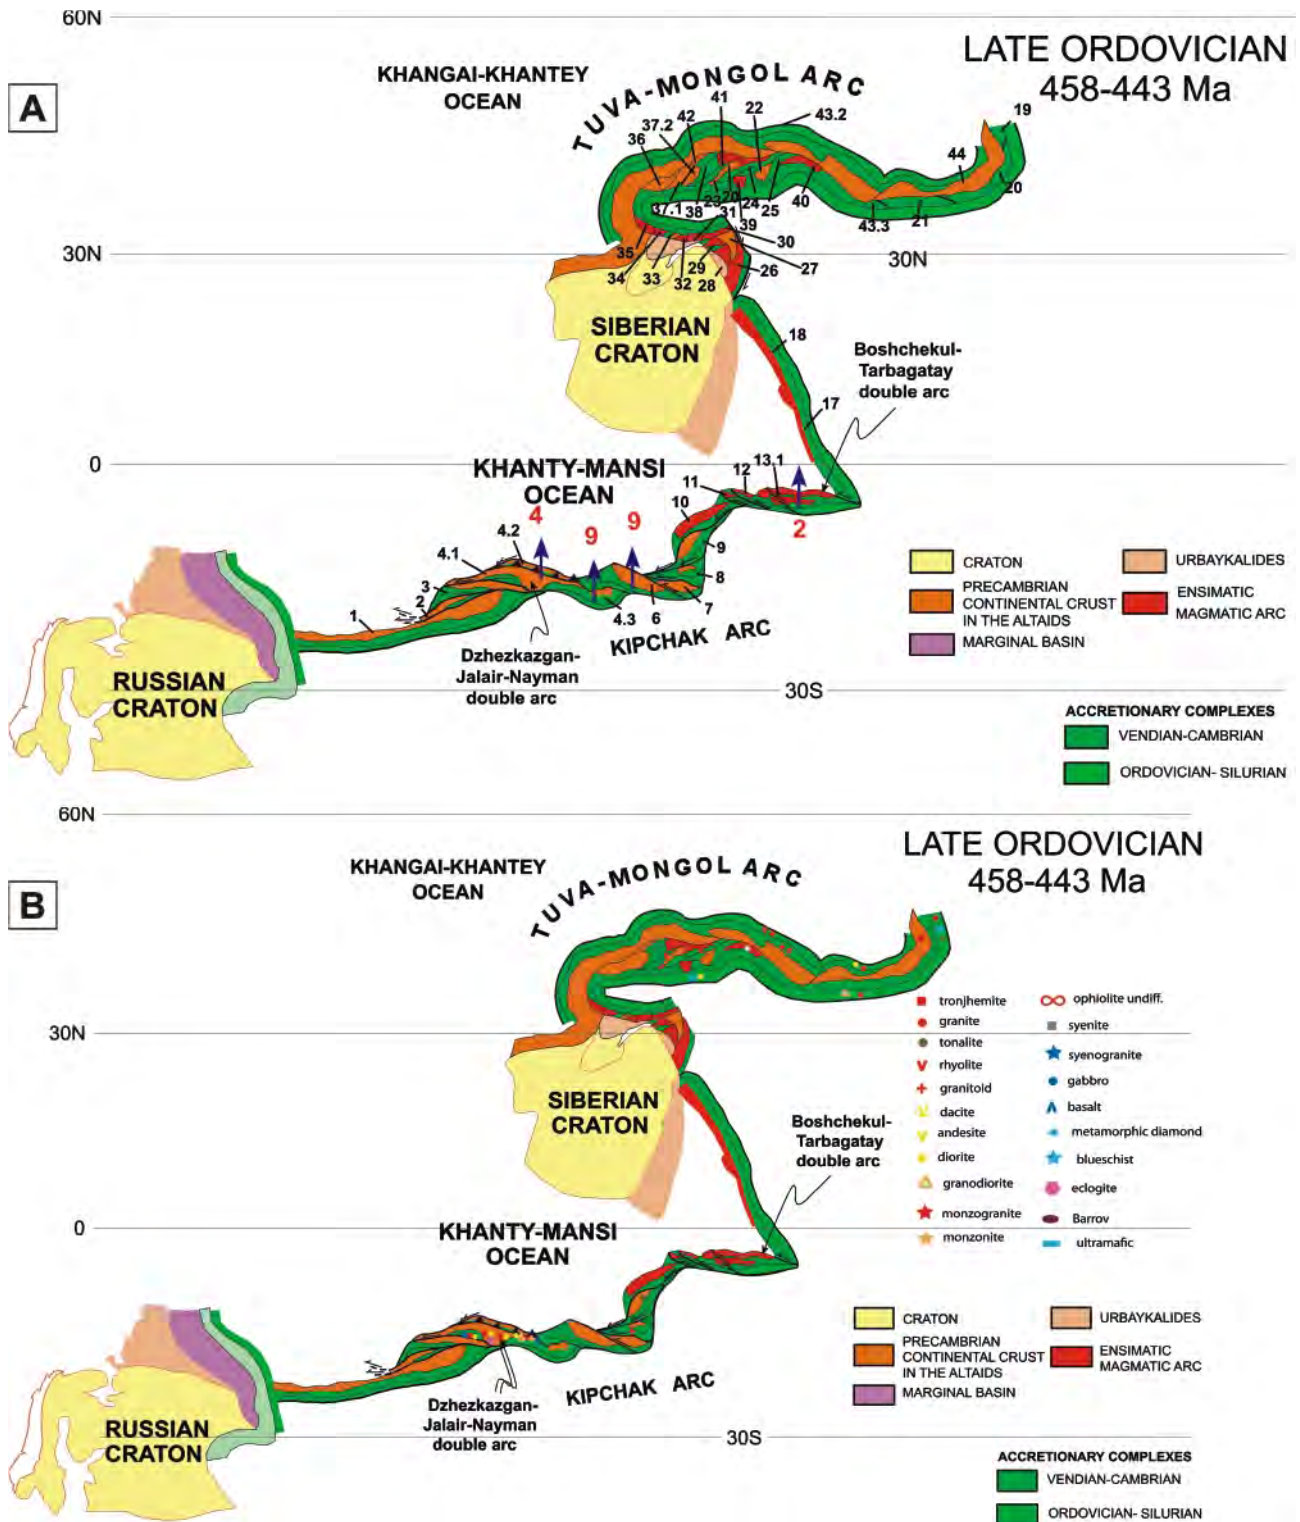 60N
LATE ORDOVICIAN
458-443 Ma
A
KHANGAI-KHANTEY
OCEAN
TUVA-MONGOL ARC
36
37.2
42
41
22
43.2
19
44
20
37.1
38
23
20
24
25
40
43.3
21
31
39
30
35
34
33
32
29
28
26
27
30N
30N
SIBERIAN
CRATON
18
Boshchekul-
Tarbagatay
double arc
17
0
KHANTY-MANSI
OCEAN
13.1
12
11
10
9
4
9
9
2
4.2
4.1
3
2
1
8
7
6
4.3
KIPCHAK ARC
Dzhezkazgan-
Jalair-Nayman
double arc
RUSSIAN
CRATON
30S
CRATON
PRECAMBRIAN
CONTINENTAL CRUST
IN THE ALTAIDS
MARGINAL BASIN
URBAYKALIDES
ENSIMATIC
MAGMATIC ARC
ACCRETIONARY COMPLEXES
VENDIAN-CAMBRIAN
ORDOVICIAN- SILURIAN
60N
LATE ORDOVICIAN
458-443 Ma
B
KHANGAI-KHANTEY
OCEAN
TUVA-MONGOL ARC
30N
SIBERIAN
CRATON
tronjhemite
granite
tonalite
rhyolite
granitoid
dacite
andesite
diorite
granodiorite
monzogranite
monzonite
ophiolite undiff.
syenite
syenogranite
gabbro
basalt
metamorphic diamond
blueschist
eclogite
Barrov
ultramafic
Boshchekul-
Tarbagatay
double arc
0
KHANTY-MANSI
OCEAN
KIPCHAK ARC
Dzhezkazgan-
Jalair-Nayman
double arc
RUSSIAN
CRATON
30S
CRATON
PRECAMBRIAN
CONTINENTAL CRUST
IN THE ALTAIDS
MARGINAL BASIN
URBAYKALIDES
ENSIMATIC
MAGMATIC ARC
ACCRETIONARY COMPLEXES
VENDIAN-CAMBRIAN
ORDOVICIAN- SILURIAN